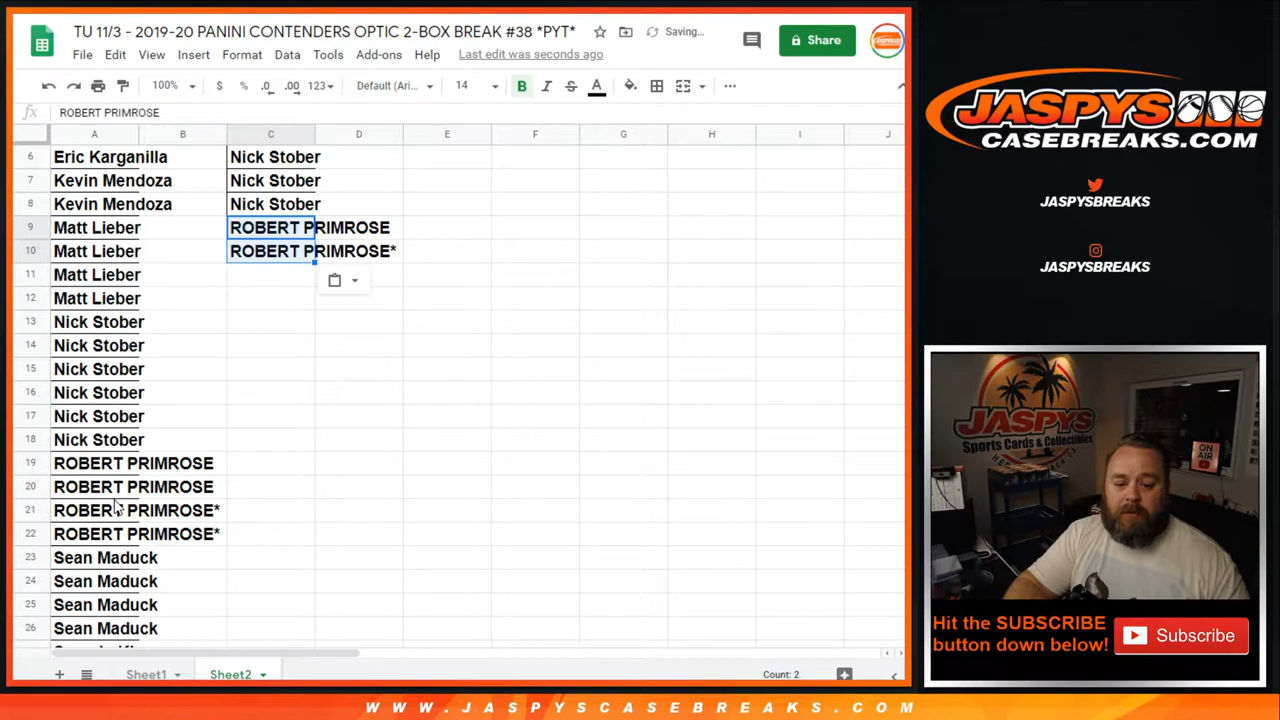 TU 11/3 - 2019-20 PANINI CONTENDERS OPTIC 2-BOX BREAK #38 *PYT*
Saving...
File Edit View Insert Format Data Tools Add-ons Help Last edit was seconds ago
Share
100% $ % .0 .00 123 Default (Ari... 14 B I S A
fx ROBERT PRIMROSE
A B C D E F G H I J
6 Eric Karganilla Nick Stober
7 Kevin Mendoza Nick Stober
8 Kevin Mendoza Nick Stober
9 Matt Lieber ROBERT PRIMROSE
10 Matt Lieber ROBERT PRIMROSE*
11 Matt Lieber
12 Matt Lieber
13 Nick Stober
14 Nick Stober
15 Nick Stober
16 Nick Stober
17 Nick Stober
18 Nick Stober
19 ROBERT PRIMROSE
20 ROBERT PRIMROSE
21 ROBERT PRIMROSE*
22 ROBERT PRIMROSE*
23 Sean Maduck
24 Sean Maduck
25 Sean Maduck
26 Sean Maduck
Sheet1 Sheet2 Count: 2
JASPYS
CASEBREAKS.COM
JASPYSBREAKS
JASPYSBREAKS
JASPYS
Sports Cards & Collectibles
ON AIR
Hit the SUBSCRIBE
button down below!
Subscribe
WWW.JASPYSCASEBREAKS.COM